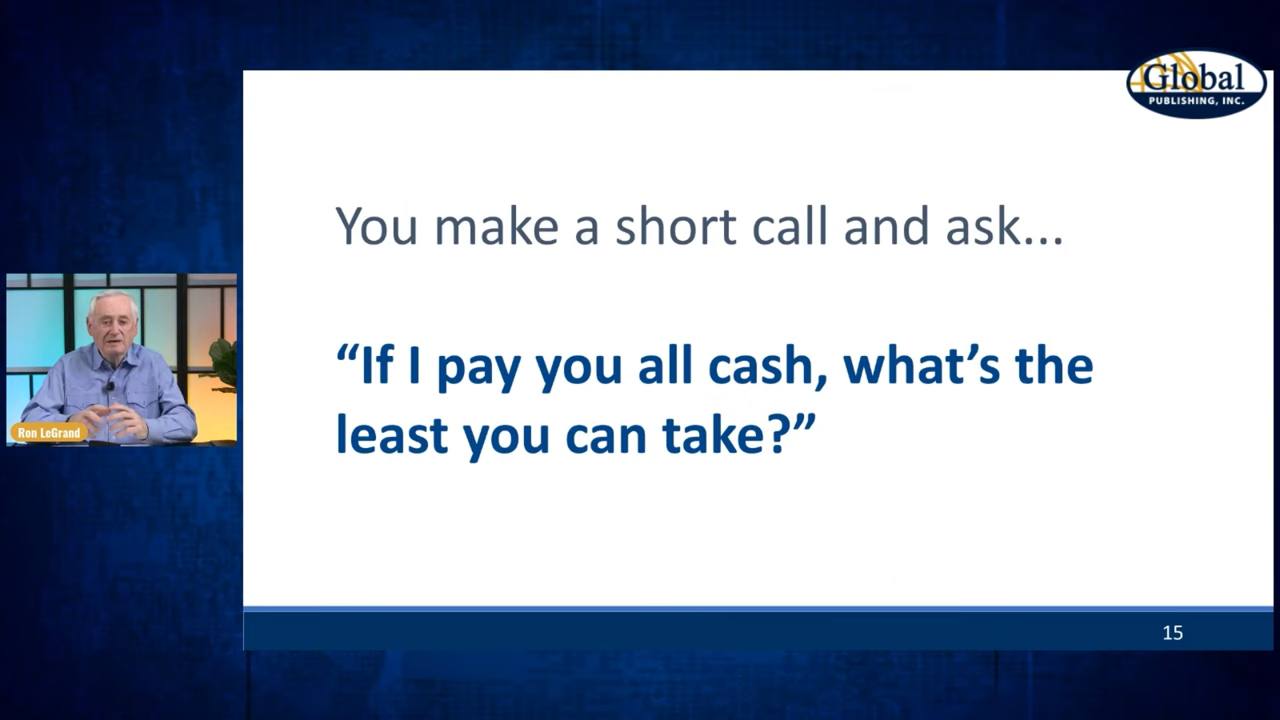 Global
PUBLISHING, INC.
You make a short call and ask...
“If I pay you all cash, what’s the
least you can take?”
Ron LeGrand
15